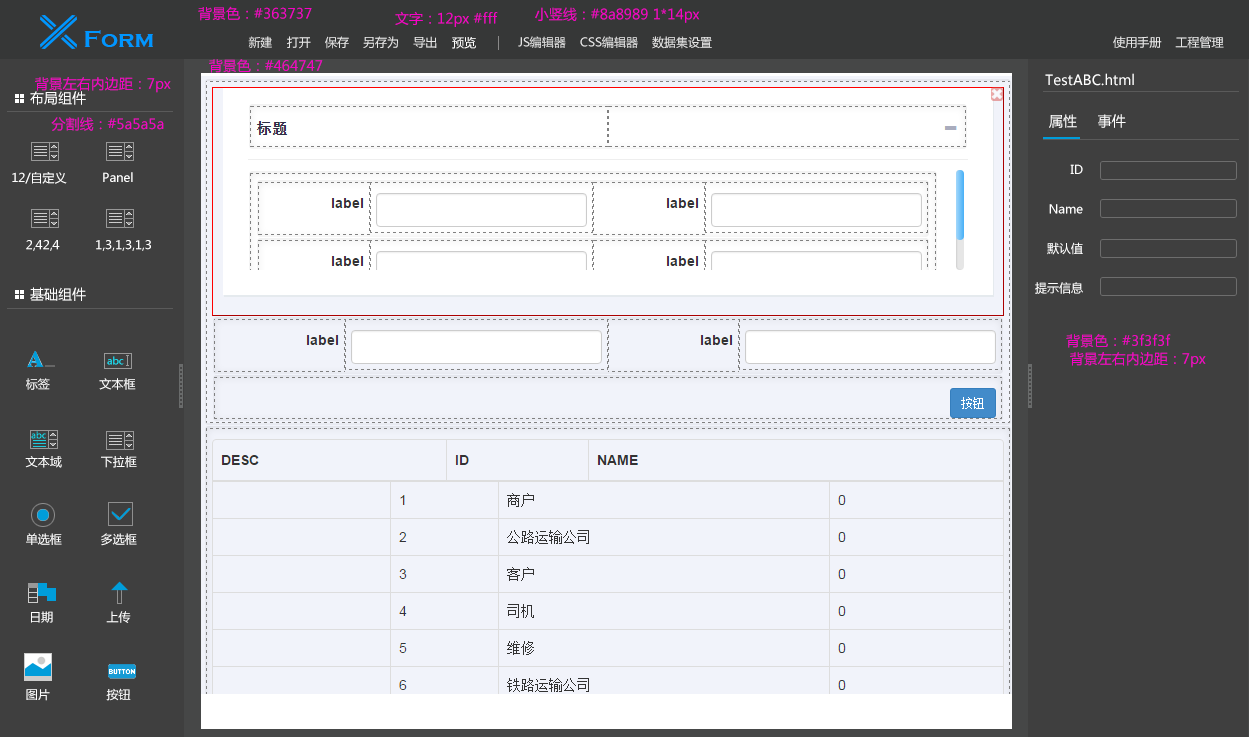 X FORM
背景色：#363737
文字：12px #fff
小竖线：#8a8989 1*14px
新建 打开 保存 另存为 导出 预览 | JS编辑器 CSS编辑器 数据集设置
使用手册 工程管理
背景色：#464747
背景左右内边距：7px
布局组件
分割线：#5a5a5a
12/自定义 Panel
2,42,4 1,3,1,3,1,3
基础组件
A
abc
标签 文本框
abc
文本域 下拉框
单选框 多选框
日期 上传
BUTTON
图片 按钮
标题
label label
label label
label label
按钮
DESC ID NAME
1 商户 0
2 公路运输公司 0
3 客户 0
4 司机 0
5 维修 0
6 铁路运输公司 0
TestABC.html
属性 事件
ID
Name
默认值
提示信息
背景色：#3f3f3f
背景左右内边距：7px